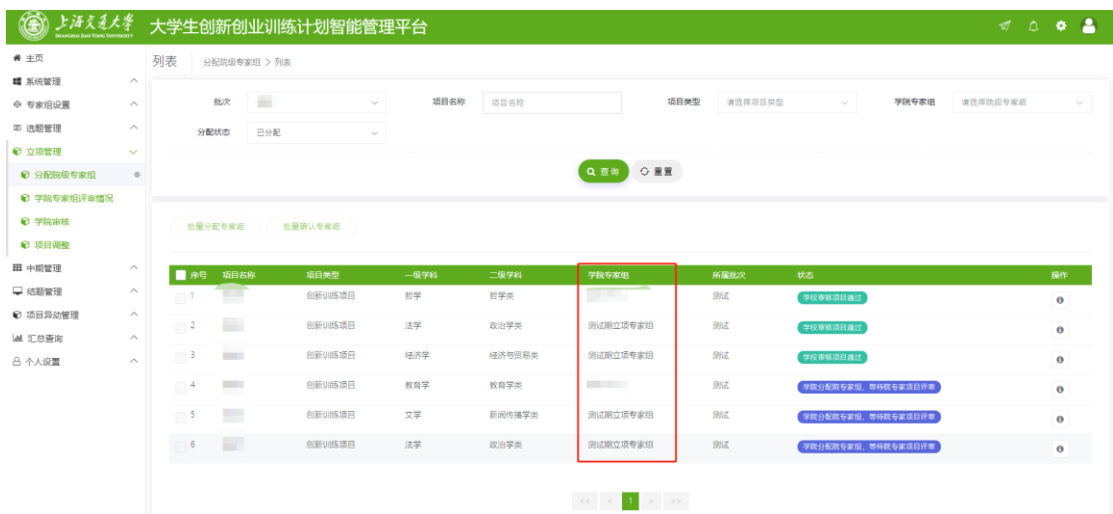 上海交通大学 大学生创新创业训练计划智能管理平台
SHANGHAI JIAO TONG UNIVERSITY
主页
系统管理
专家组设置
选题管理
立项管理
分配院级专家组
学院专家组评审情况
学院审核
项目调整
中期管理
结题管理
项目异动管理
汇总查询
个人设置
列表 分配院级专家组 > 列表
批次 项目名称 项目名称 项目类型 请选择项目类型 学院专家组 请选择院级专家组
分配状态 已分配
查询 重置
批量分配专家组 批量确认专家组
序号 项目名称 项目类型 一级学科 二级学科 学院专家组 所属批次 状态 操作
1 创新训练项目 哲学 哲学类 测试 学校审核项目通过
2 创新训练项目 法学 政治学类 测试期立项专家组 测试 学校审核项目通过
3 创新训练项目 经济学 经济与贸易类 测试期立项专家组 测试 学校审核项目通过
4 创新训练项目 教育学 教育学类 测试 学院分配院专家组，等待院专家项目评审
5 创新训练项目 文学 新闻传播学类 测试期立项专家组 测试 学院分配院专家组，等待院专家项目评审
6 创新训练项目 法学 政治学类 测试期立项专家组 测试 学院分配院专家组，等待院专家项目评审
<< < 1 > >>